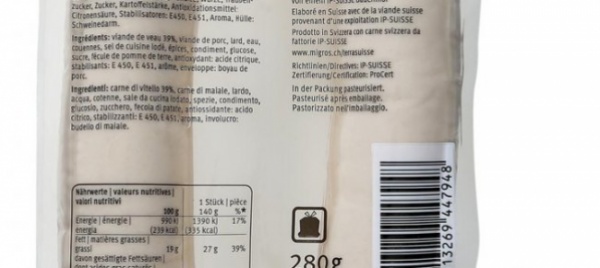 Zucker, Zucker, Kartoffelstärke, Antioxidationsmittel:
Citronensäure, Stabilisatoren: E450, E451, Aroma, Hülle:
Schweinedarm.
Ingrédients: viande de veau 39%, viande de porc, lard, eau,
couennes, sel de cuisine iodé, épices, condiment, glucose,
sucre, fécule de pomme de terre, antioxydant: acide citrique,
stabilisants: E 450, E 451, arôme, enveloppe: boyau de
porc.
Ingredienti: carne di vitello 39%, carne di maiale, lardo,
acqua, cotenne, sale da cucina iodato, spezie, condimento,
glucosio, zucchero, fecola di patate, antiossidante: acido
citrico, stabilizzanti: E 450, E 451, aroma, involucro:
budello di maiale.
Elaboré en Suisse avec de la viande suisse
provenant d'une exploitation IP-SUISSE
Prodotto in Svizzera con carne svizzera da
fattorie IP-SUISSE
www.migros.ch/terrasuisse
Richtlinien/Directives: IP-SUISSE
Zertifizierung/Certification: ProCert
In der Packung pasteurisiert.
Pasteurisé après emballage.
Pastorizzato nell'imballaggio.
Nährwerte | valeurs nutritives |
valori nutritivi
1 Stück | pièce
100 g 140 g %*
Energie | énergie | 990 kJ 1390 kJ 17%
energia (239 kcal) (335 kcal)
Fett | matières grasses |
grassi 19 g 27 g 39%
davon gesättigte Fettsäuren |
280g
13269 447948